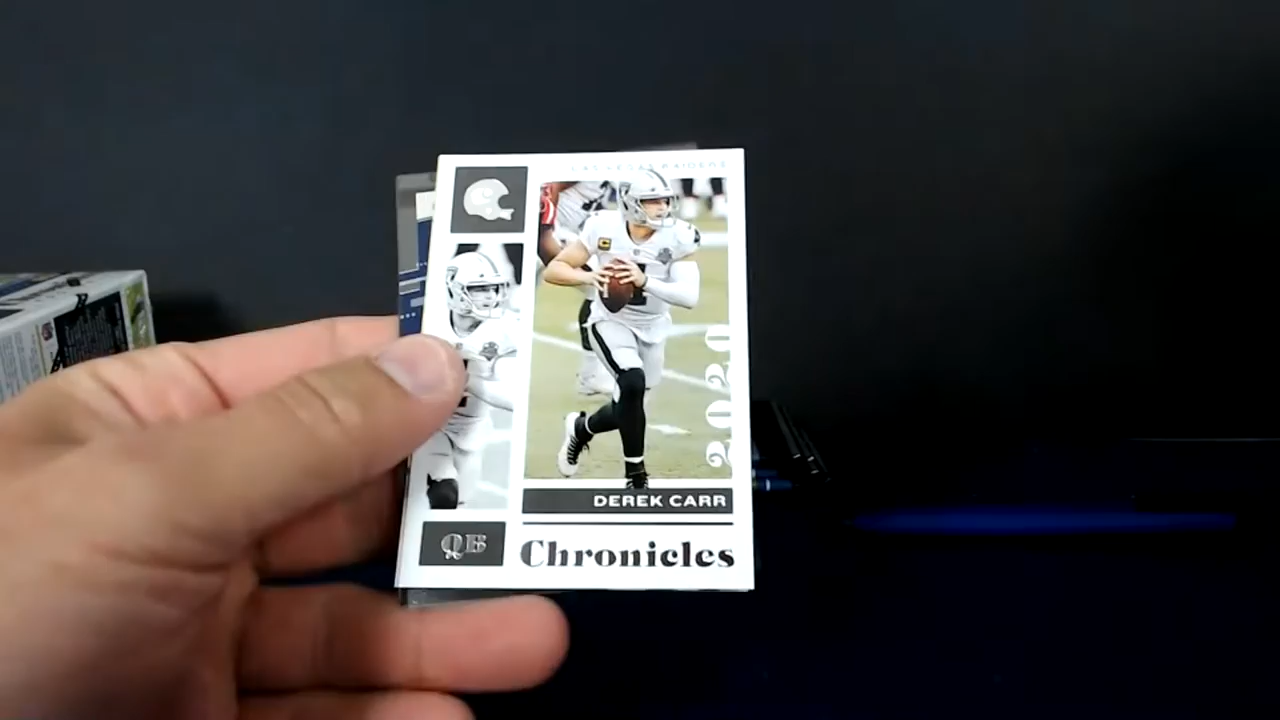 LAS VEGAS RAIDERS
2020
DEREK CARR
QB
Chronicles